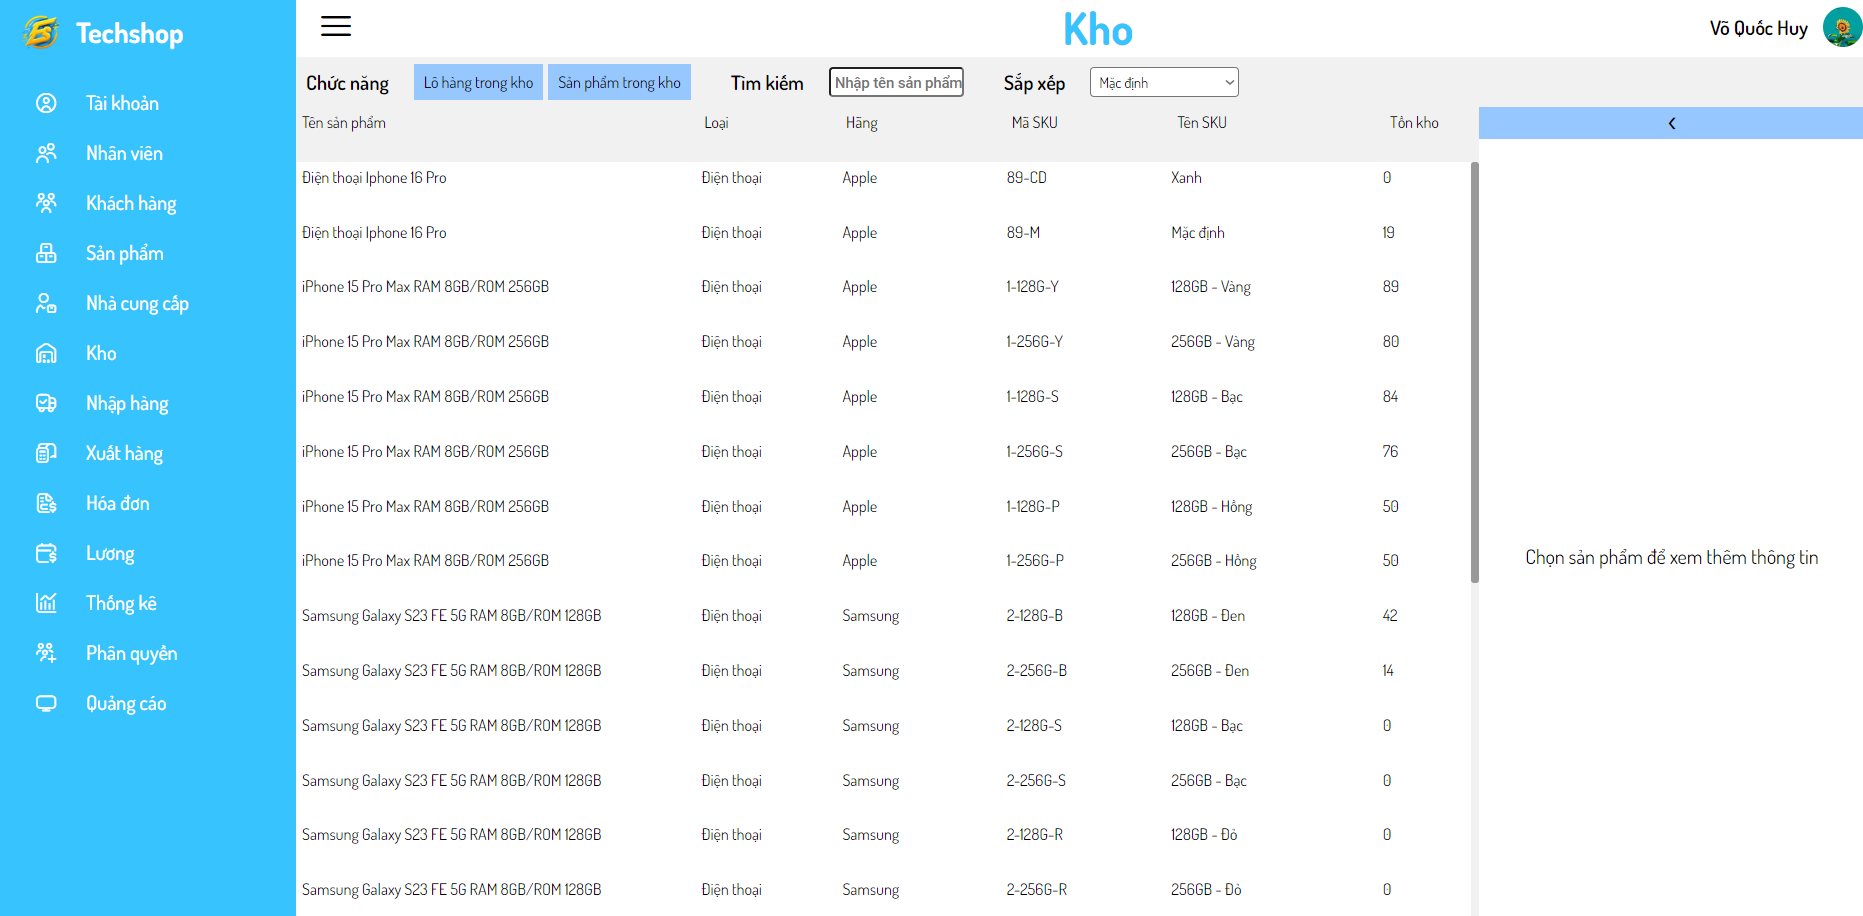 Techshop
Kho
Võ Quốc Huy
Tài khoản
Nhân viên
Khách hàng
Sản phẩm
Nhà cung cấp
Kho
Nhập hàng
Xuất hàng
Hóa đơn
Lương
Thống kê
Phân quyền
Quảng cáo
Chức năng Lô hàng trong kho Sản phẩm trong kho Tìm kiếm Nhập tên sản phẩm Sắp xếp Mặc định
Tên sản phẩm Loại Hãng Mã SKU Tên SKU Tồn kho
Điện thoại Iphone 16 Pro Điện thoại Apple 89-CD Xanh 0
Điện thoại Iphone 16 Pro Điện thoại Apple 89-M Mặc định 19
iPhone 15 Pro Max RAM 8GB/ROM 256GB Điện thoại Apple 1-128G-Y 128GB - Vàng 89
iPhone 15 Pro Max RAM 8GB/ROM 256GB Điện thoại Apple 1-256G-Y 256GB - Vàng 80
iPhone 15 Pro Max RAM 8GB/ROM 256GB Điện thoại Apple 1-128G-S 128GB - Bạc 84
iPhone 15 Pro Max RAM 8GB/ROM 256GB Điện thoại Apple 1-256G-S 256GB - Bạc 76
iPhone 15 Pro Max RAM 8GB/ROM 256GB Điện thoại Apple 1-128G-P 128GB - Hồng 50
iPhone 15 Pro Max RAM 8GB/ROM 256GB Điện thoại Apple 1-256G-P 256GB - Hồng 50
Samsung Galaxy S23 FE 5G RAM 8GB/ROM 128GB Điện thoại Samsung 2-128G-B 128GB - Đen 42
Samsung Galaxy S23 FE 5G RAM 8GB/ROM 128GB Điện thoại Samsung 2-256G-B 256GB - Đen 14
Samsung Galaxy S23 FE 5G RAM 8GB/ROM 128GB Điện thoại Samsung 2-128G-S 128GB - Bạc 0
Samsung Galaxy S23 FE 5G RAM 8GB/ROM 128GB Điện thoại Samsung 2-256G-S 256GB - Bạc 0
Samsung Galaxy S23 FE 5G RAM 8GB/ROM 128GB Điện thoại Samsung 2-128G-R 128GB - Đỏ 0
Samsung Galaxy S23 FE 5G RAM 8GB/ROM 128GB Điện thoại Samsung 2-256G-R 256GB - Đỏ 0
Chọn sản phẩm để xem thêm thông tin